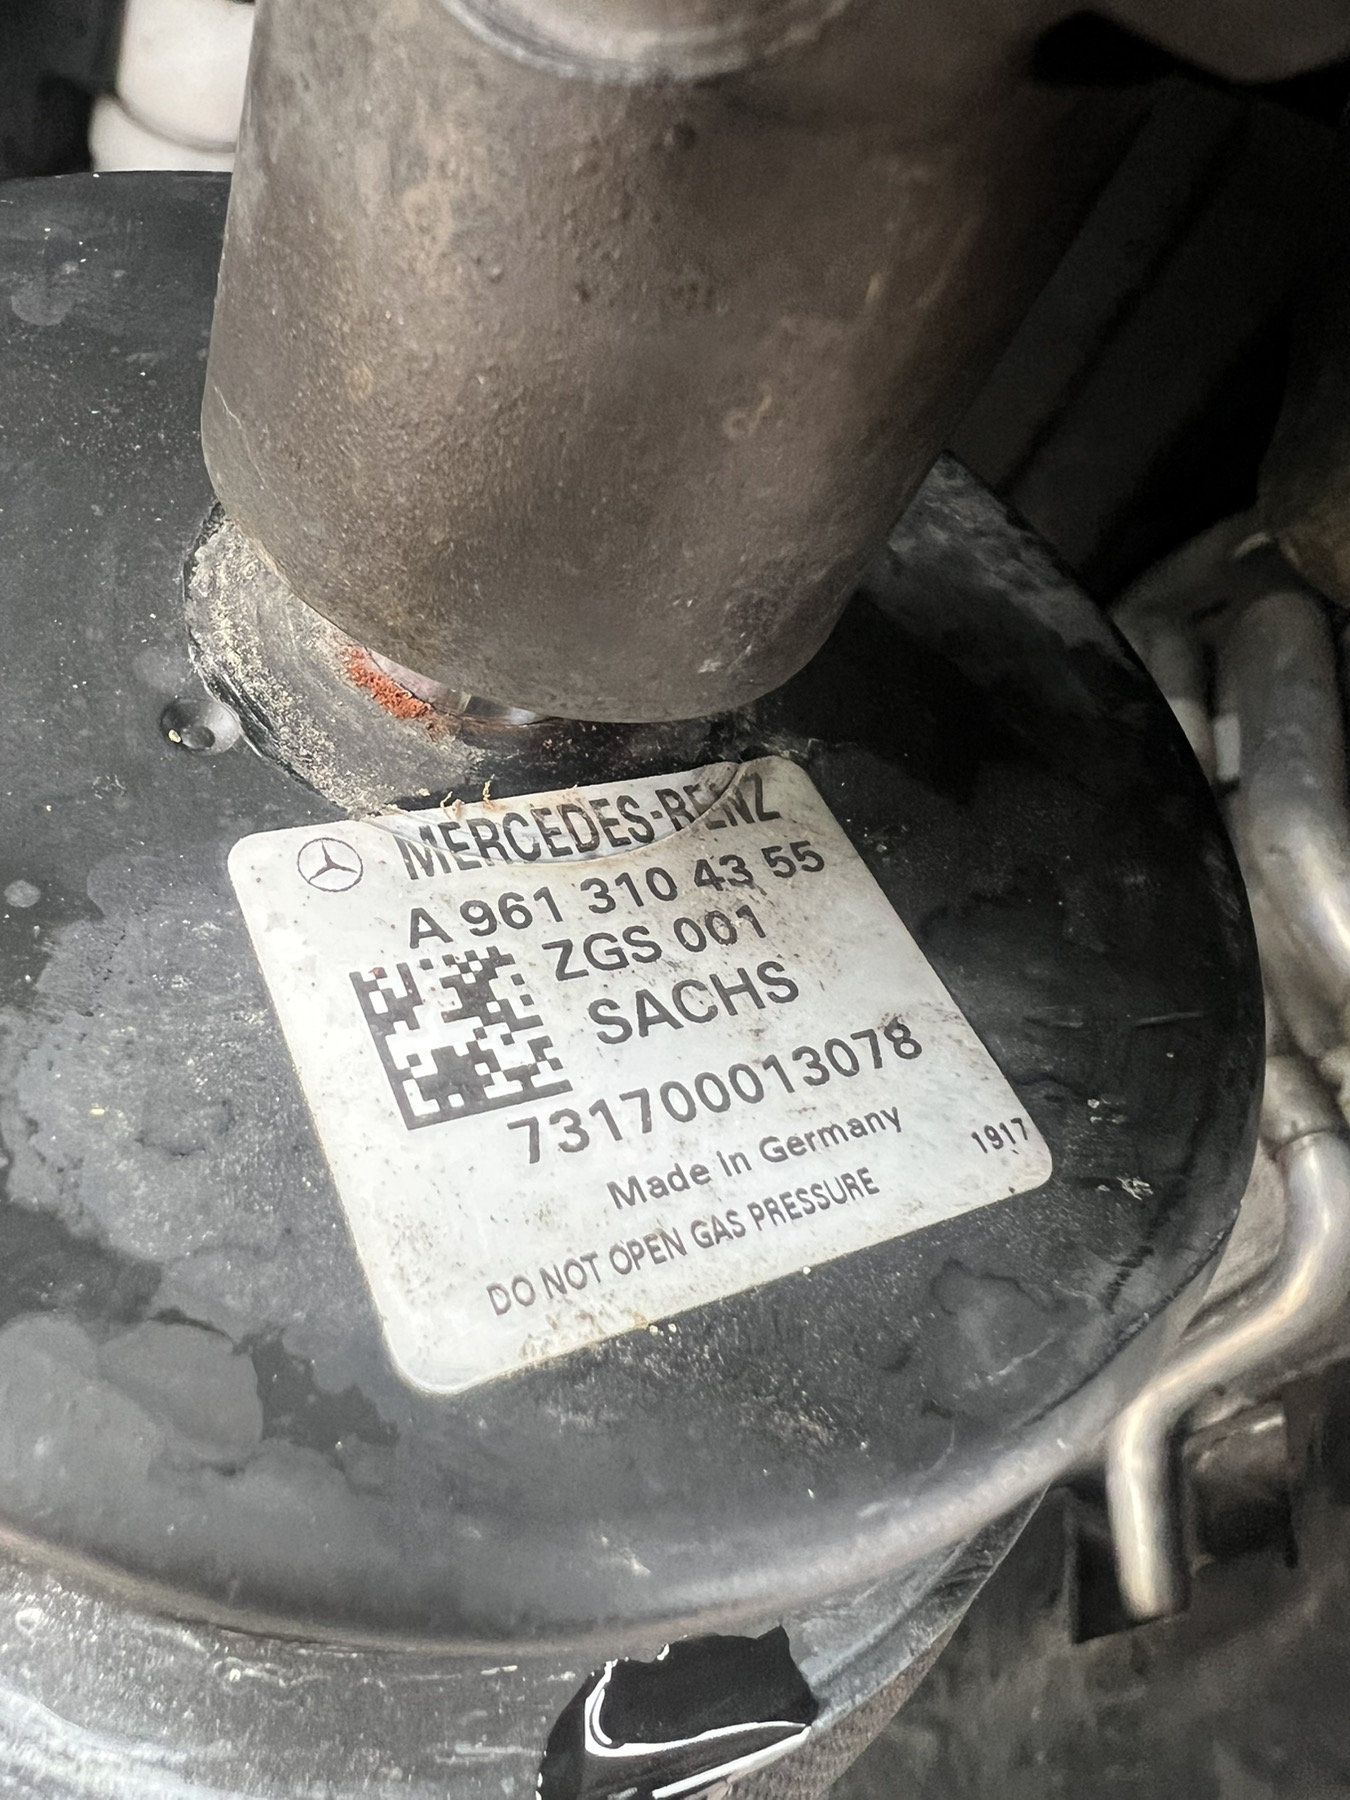 MERCEDES-BENZ
A 961 310 43 55
ZGS 001
SACHS
731700013078
Made in Germany
1917
DO NOT OPEN GAS PRESSURE